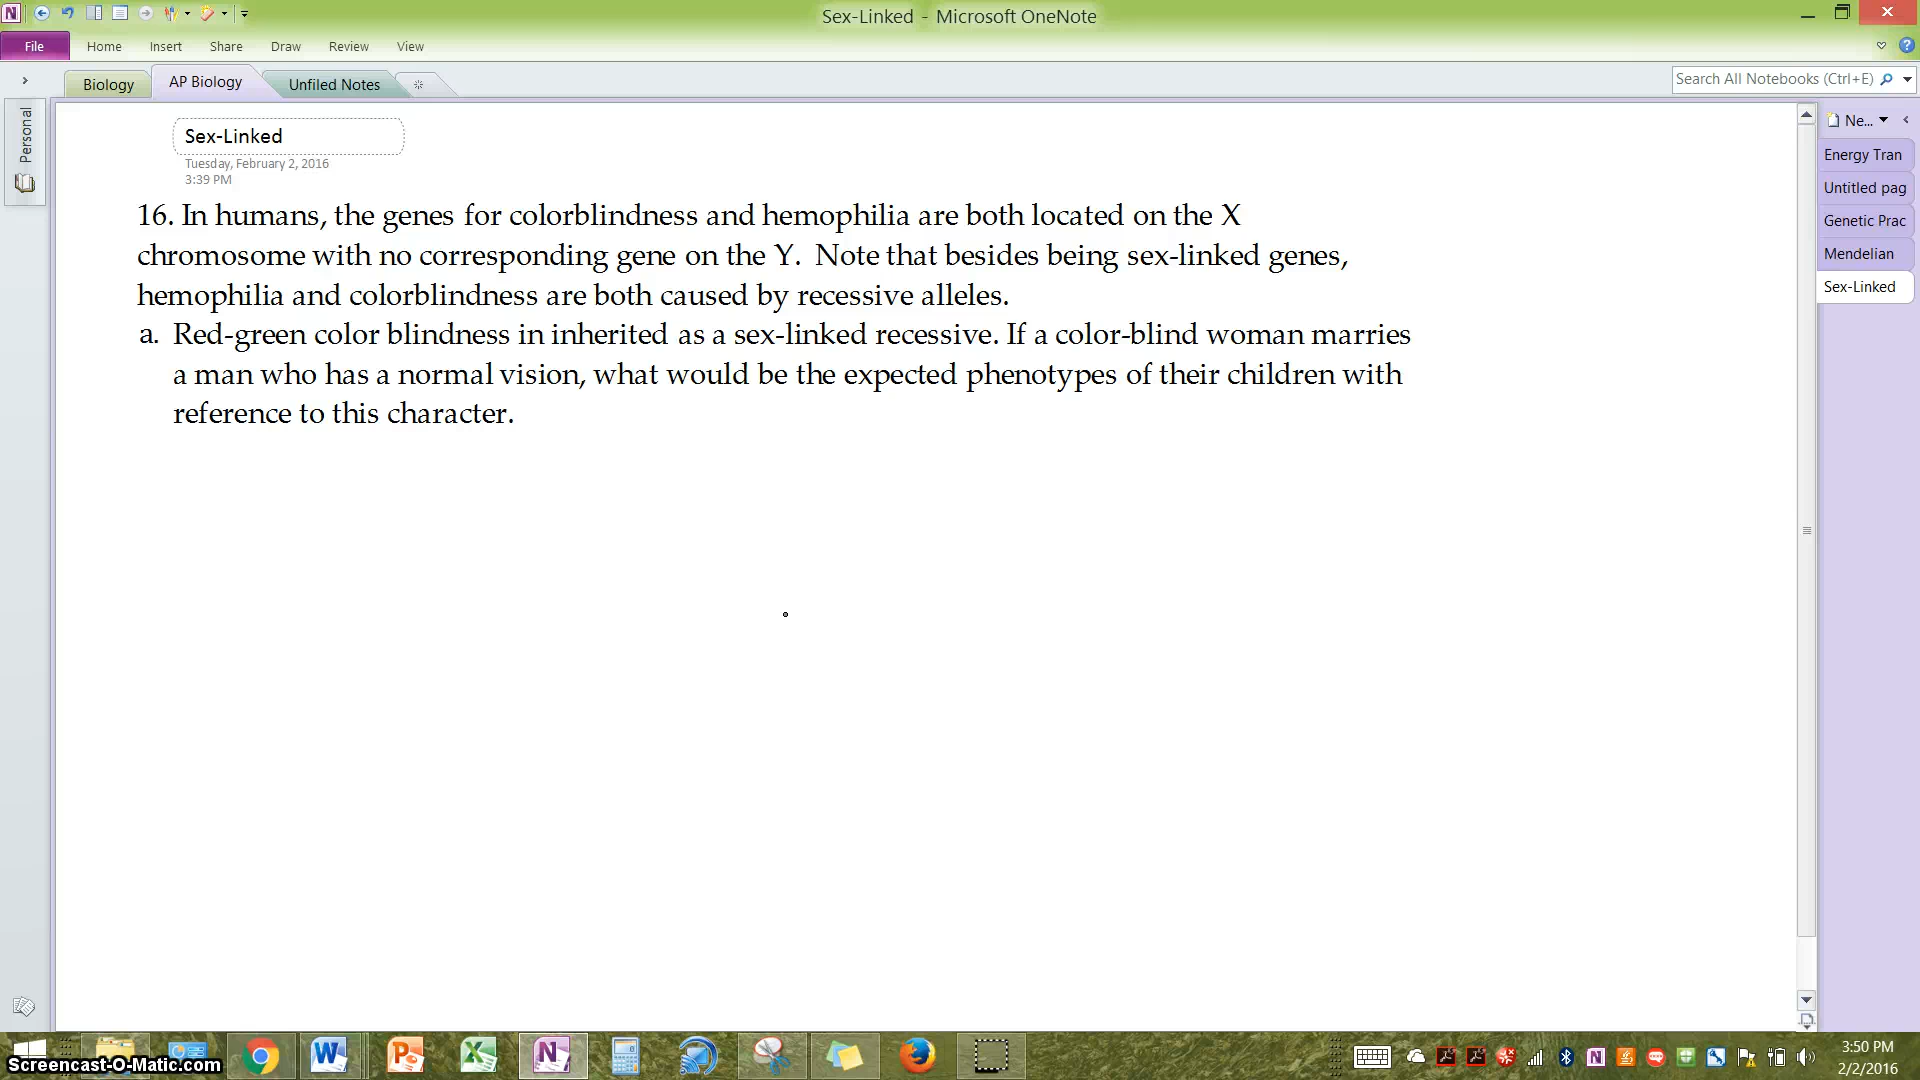 Sex-Linked - Microsoft OneNote
File Home Insert Share Draw Review View
Biology AP Biology Unfiled Notes
Search All Notebooks (Ctrl+E)
Personal
Ne...
Energy Tran
Untitled pag
Genetic Prac
Mendelian
Sex-Linked
Sex-Linked
Tuesday, February 2, 2016
3:39 PM
16. In humans, the genes for colorblindness and hemophilia are both located on the X
chromosome with no corresponding gene on the Y. Note that besides being sex-linked genes,
hemophilia and colorblindness are both caused by recessive alleles.
a. Red-green color blindness in inherited as a sex-linked recessive. If a color-blind woman marries
a man who has a normal vision, what would be the expected phenotypes of their children with
reference to this character.
Screencast-O-Matic.com
3:50 PM
2/2/2016